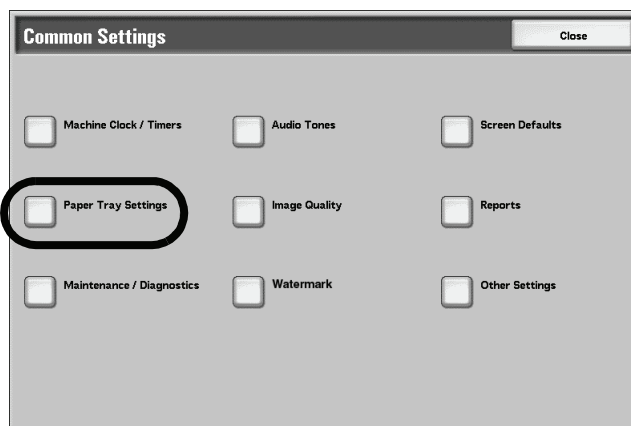 Common Settings
Close
Machine Clock / Timers
Audio Tones
Screen Defaults
Paper Tray Settings
Image Quality
Reports
Maintenance / Diagnostics
Watermark
Other Settings